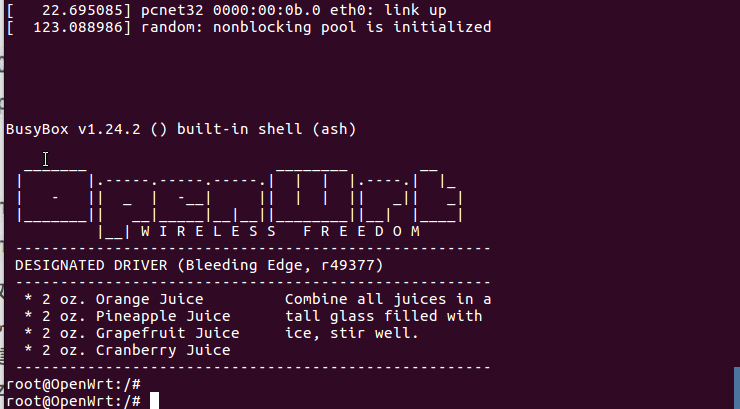 [   22.695085] pcnet32 0000:00:0b.0 eth0: link up
[  123.088986] random: nonblocking pool is initialized
BusyBox v1.24.2 () built-in shell (ash)
OpenWrt
W I R E L E S S   F R E E D O M
-----------------------------------------------------
DESIGNATED DRIVER (Bleeding Edge, r49377)
-----------------------------------------------------
* 2 oz. Orange Juice         Combine all juices in a
* 2 oz. Pineapple Juice      tall glass filled with
* 2 oz. Grapefruit Juice     ice, stir well.
* 2 oz. Cranberry Juice
-----------------------------------------------------
root@OpenWrt:/#
root@OpenWrt:/#